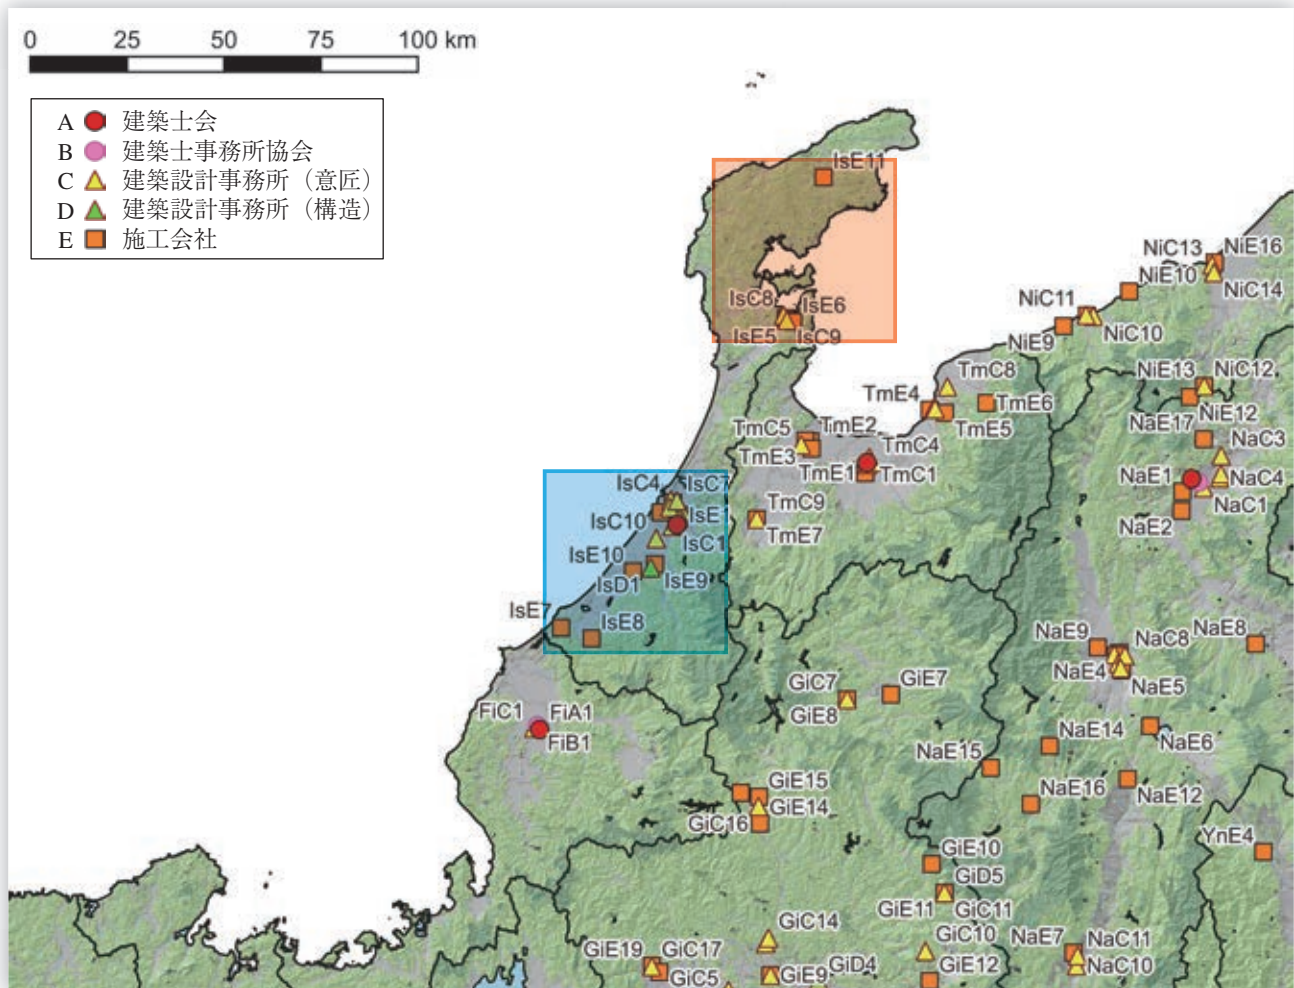 0 25 50 75 100 km
A 建築士会
B 建築士事務所協会
C 建築設計事務所（意匠）
D 建築設計事務所（構造）
E 施工会社
IsE11
NiC13 NiE16
NiE10
NiC14
IsC8 IsE6
NiC11
IsE5 IsC9
NiE9 NiC10
TmC8
NiE13 NiC12
TmE4 TmE6
NiE12
TmC5 TmE2 TmE5
NaE17
TmE3 TmC4 NaC3
TmE1 TmC1
NaE1 NaC4
IsC4 IsC7
NaC1
IsC10 IsE1
TmC9
NaE2
TmE7
IsC1
IsE10
IsD1 IsE9
IsE7
IsE8
NaE9 NaC8 NaE8
NaE4
GiC7 GiE7
NaE5
FiC1 FiA1
GiE8
FiB1
NaE14 NaE6
NaE15
GiE15
NaE16 NaE12
GiE14
GiC16
YnE4
GiE10
GiD5
GiE11 GiC11
GiC14
GiC10
NaE7 NaC11
GiE19 GiC17
GiD4
GiE12 NaC10
GiC5 GiE9